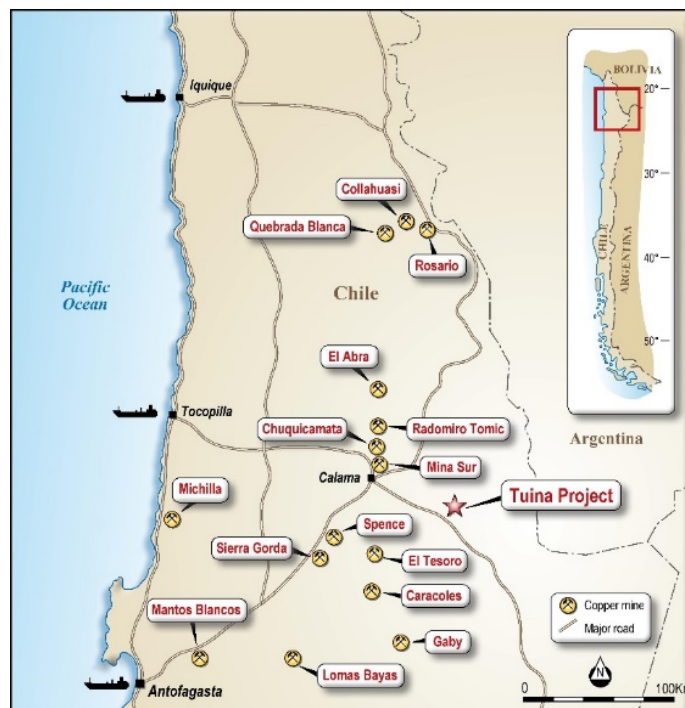 BOLIVIA
20°
30°
CHILE
ARGENTINA
40°
50°
Iquique
Collahuasi
Quebrada Blanca
Rosario
Pacific
Ocean
Chile
El Abra
Tocopilla
Chuquicamata
Radomiro Tomic
Argentina
Mina Sur
Calama
Michilla
Tuina Project
Spence
Sierra Gorda
El Tesoro
Caracoles
Mantos Blancos
Gaby
Lomas Bayas
Antofagasta
Copper mine
Major road
N
0 100Km